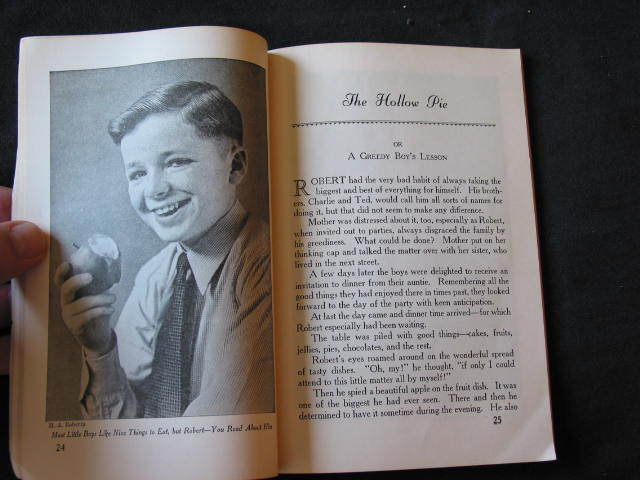 H. A. Roberts
Most Little Boys Like Nice Things to Eat, but Robert—You Read About Him
24
The Hollow Pie
OR
A GREEDY BOY'S LESSON
ROBERT had the very bad habit of always taking the
biggest and best of everything for himself. His broth-
ers, Charlie and Ted, would call him all sorts of names for
doing it, but that did not seem to make any difference.
Mother was distressed about it, too, especially as Robert,
when invited out to parties, always disgraced the family by
his greediness. What could be done? Mother put on her
thinking cap and talked the matter over with her sister, who
lived in the next street.
A few days later the boys were delighted to receive an
invitation to dinner from their auntie. Remembering all the
good things they had enjoyed there in times past, they looked
forward to the day of the party with keen anticipation.
At last the day came and dinner time arrived—for which
Robert especially had been waiting.
The table was piled with good things—cakes, fruits,
jellies, pies, chocolates, and the rest.
Robert's eyes roamed around on the wonderful spread
of tasty dishes. "Oh, my!" he thought, "if only I could
attend to this little matter all by myself!"
Then he spied a beautiful apple on the fruit dish. It was
one of the biggest he had ever seen. There and then he
determined to have it sometime during the evening. He also
25